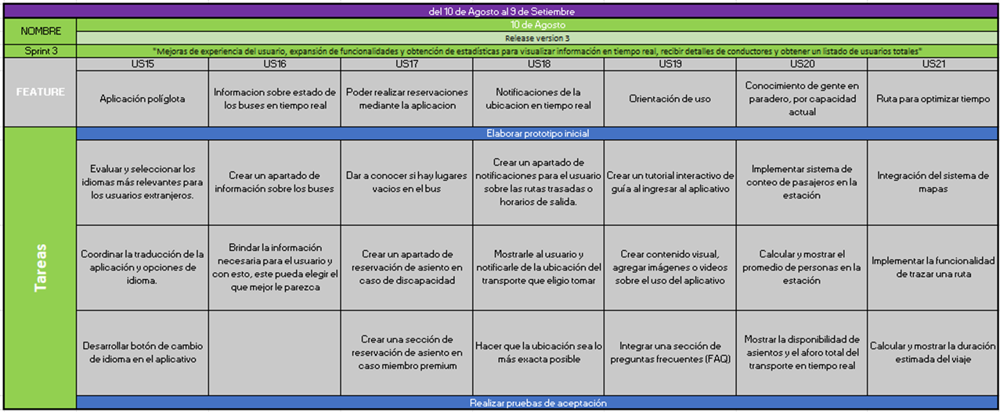 del 10 de Agosto al 9 de Setiembre
NOMBRE
10 de Agosto
Release version 3
Sprint 3
"Mejoras de experiencia del usuario, expansión de funcionalidades y obtención de estadísticas para visualizar información en tiempo real, recibir detalles de conductores y obtener un listado de usuarios totales"
FEATURE
US15
US16
US17
US18
US19
US20
US21
Aplicación políglota
Informacion sobre estado de
los buses en tiempo real
Poder realizar reservaciones
mediante la aplicacion
Notificaciones de la
ubicacion en tiempo real
Orientación de uso
Conocimiento de gente en
paradero, por capacidad
actual
Ruta para optimizar tiempo
Tareas
Elaborar prototipo inicial
Evaluar y seleccionar los
idiomas más relevantes para
los usuarios extranjeros.
Crear un apartado de
información sobre los buses
Dar a conocer si hay lugares
vacios en el bus
Crear un apartado de
notificaciones para el usuario
sobre las rutas trasadas o
horarios de salida.
Crear un tutorial interactivo de
guía al ingresar al aplicativo
Implementar sistema de
conteo de pasajeros en la
estación
Integración del sistema de
mapas
Coordinar la traducción de la
aplicación y opciones de
idioma.
Brindar la información
necesaria para el usuario y
con esto, este pueda elegir el
que mejor le parezca
Crear un apartado de
reservación de asiento en
caso de discapacidad
Mostrarle al usuario y
notificarle de la ubicación del
transporte que eligio tomar
Crear contenido visual,
agregar imágenes o videos
sobre el uso del aplicativo
Calcular y mostrar el
promedio de personas en la
estación
Implementar la funcionalidad
de trazar una ruta
Desarrollar botón de cambio
de idioma en el aplicativo
Crear una sección de
reservación de asiento en
caso miembro premium
Hacer que la ubicación sea lo
más exacta posible
Integrar una sección de
preguntas frecuentes (FAQ)
Mostrar la disponibilidad de
asientos y el aforo total del
transporte en tiempo real
Calcular y mostrar la duración
estimada del viaje
Realizar pruebas de aceptación